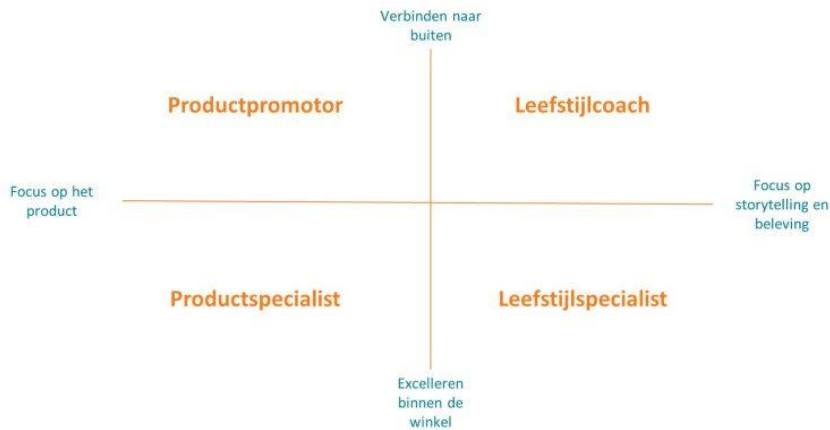 Verbinden naar
buiten
Productpromotor
Leefstijlcoach
Focus op het
product
Focus op
storytelling en
beleving
Productspecialist
Leefstijlspecialist
Excelleren
binnen de
winkel